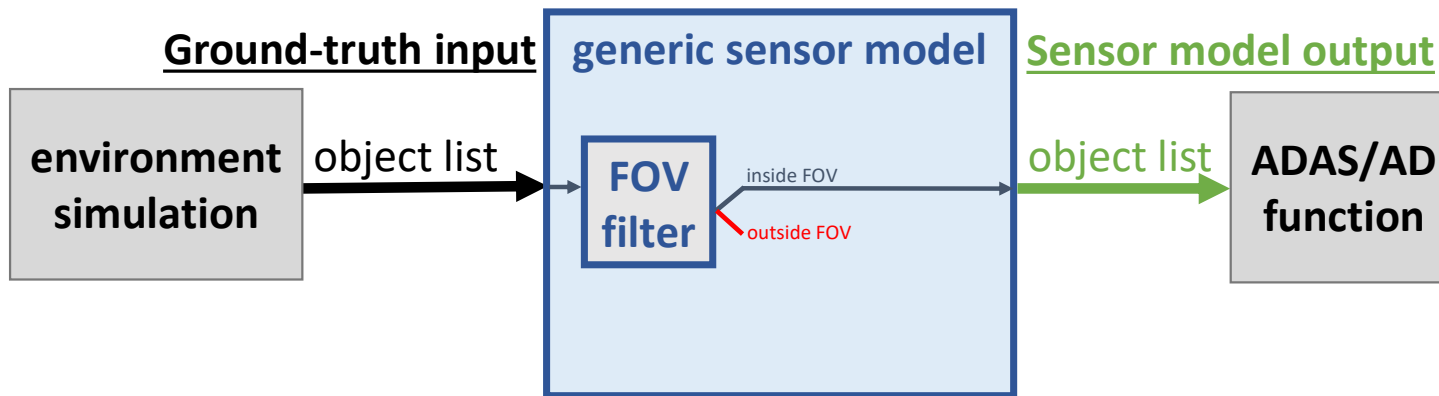 Ground-truth input
generic sensor model
Sensor model output
environment
simulation
object list
FOV
filter
inside FOV
outside FOV
object list
ADAS/AD
function